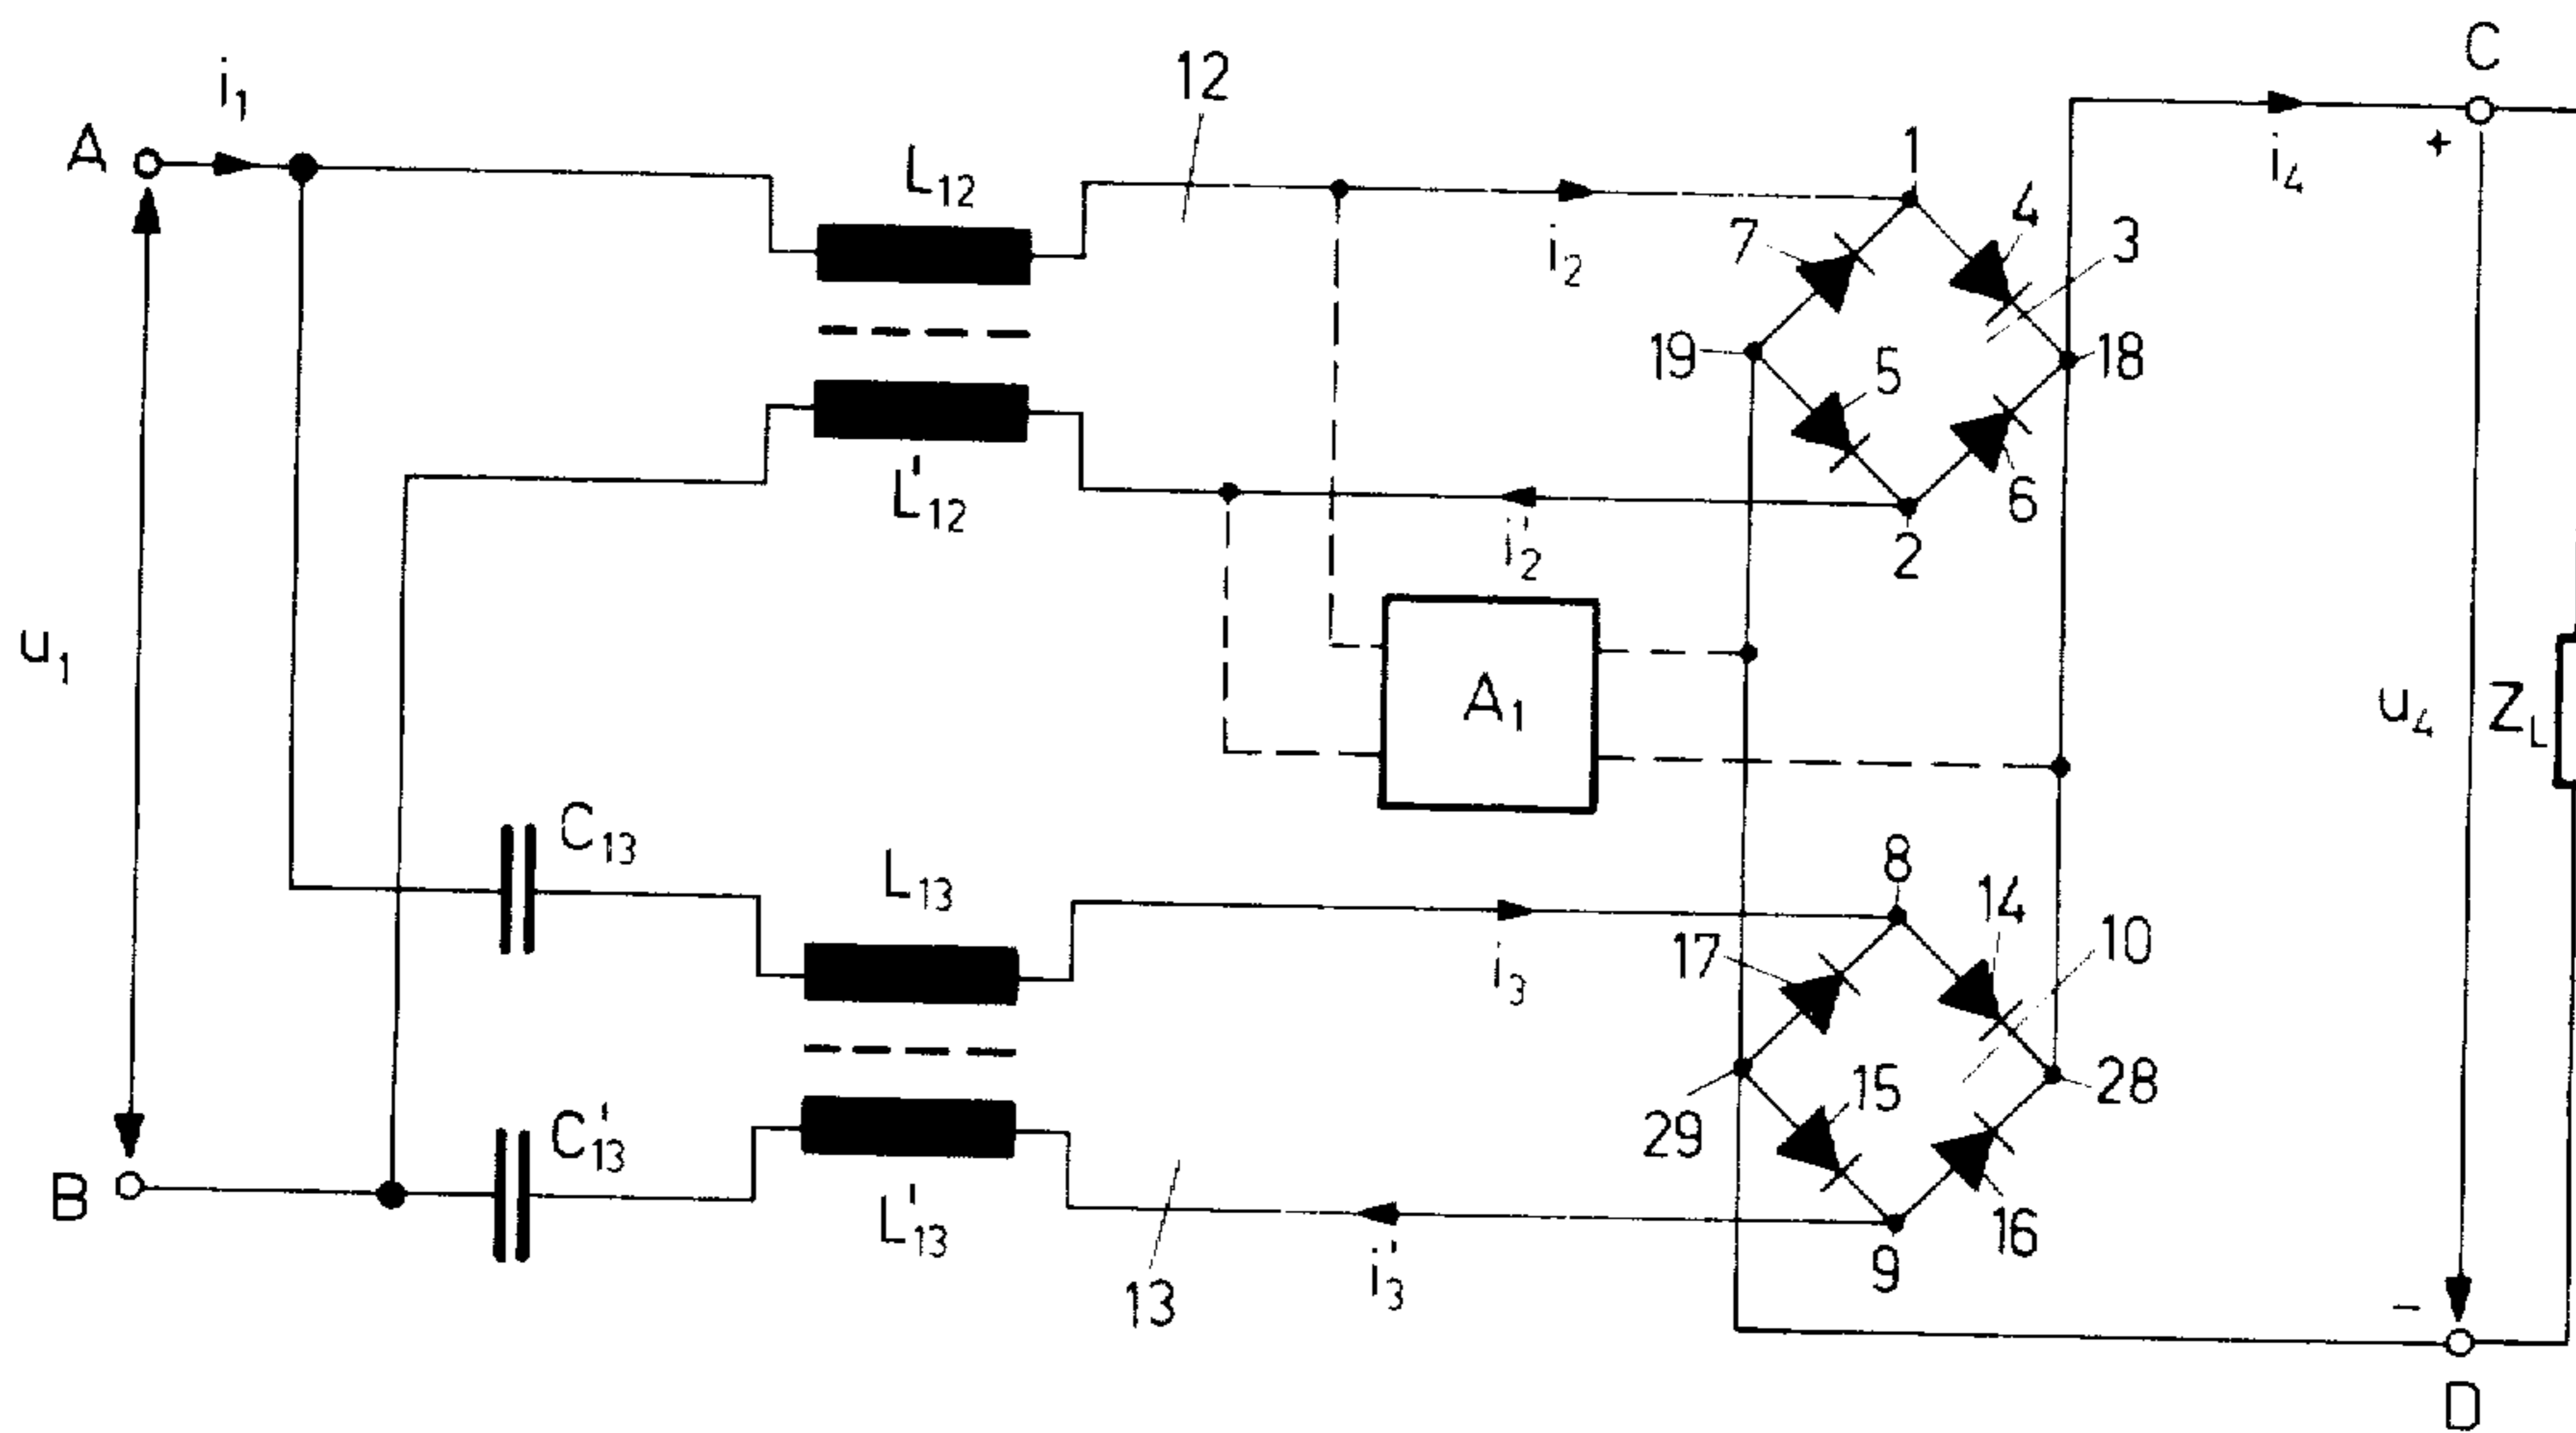 C
i₁
12
1
+
i₄
A
L₁₂
4
7
3
i₂
19
5
18
L'₁₂
6
i'₂
2
u₁
A₁
u₄
Z_L
C₁₃
L₁₃
8
14
17
10
i₃
15
28
29
C'₁₃
B
L'₁₃
16
9
i'₃
13
−
D